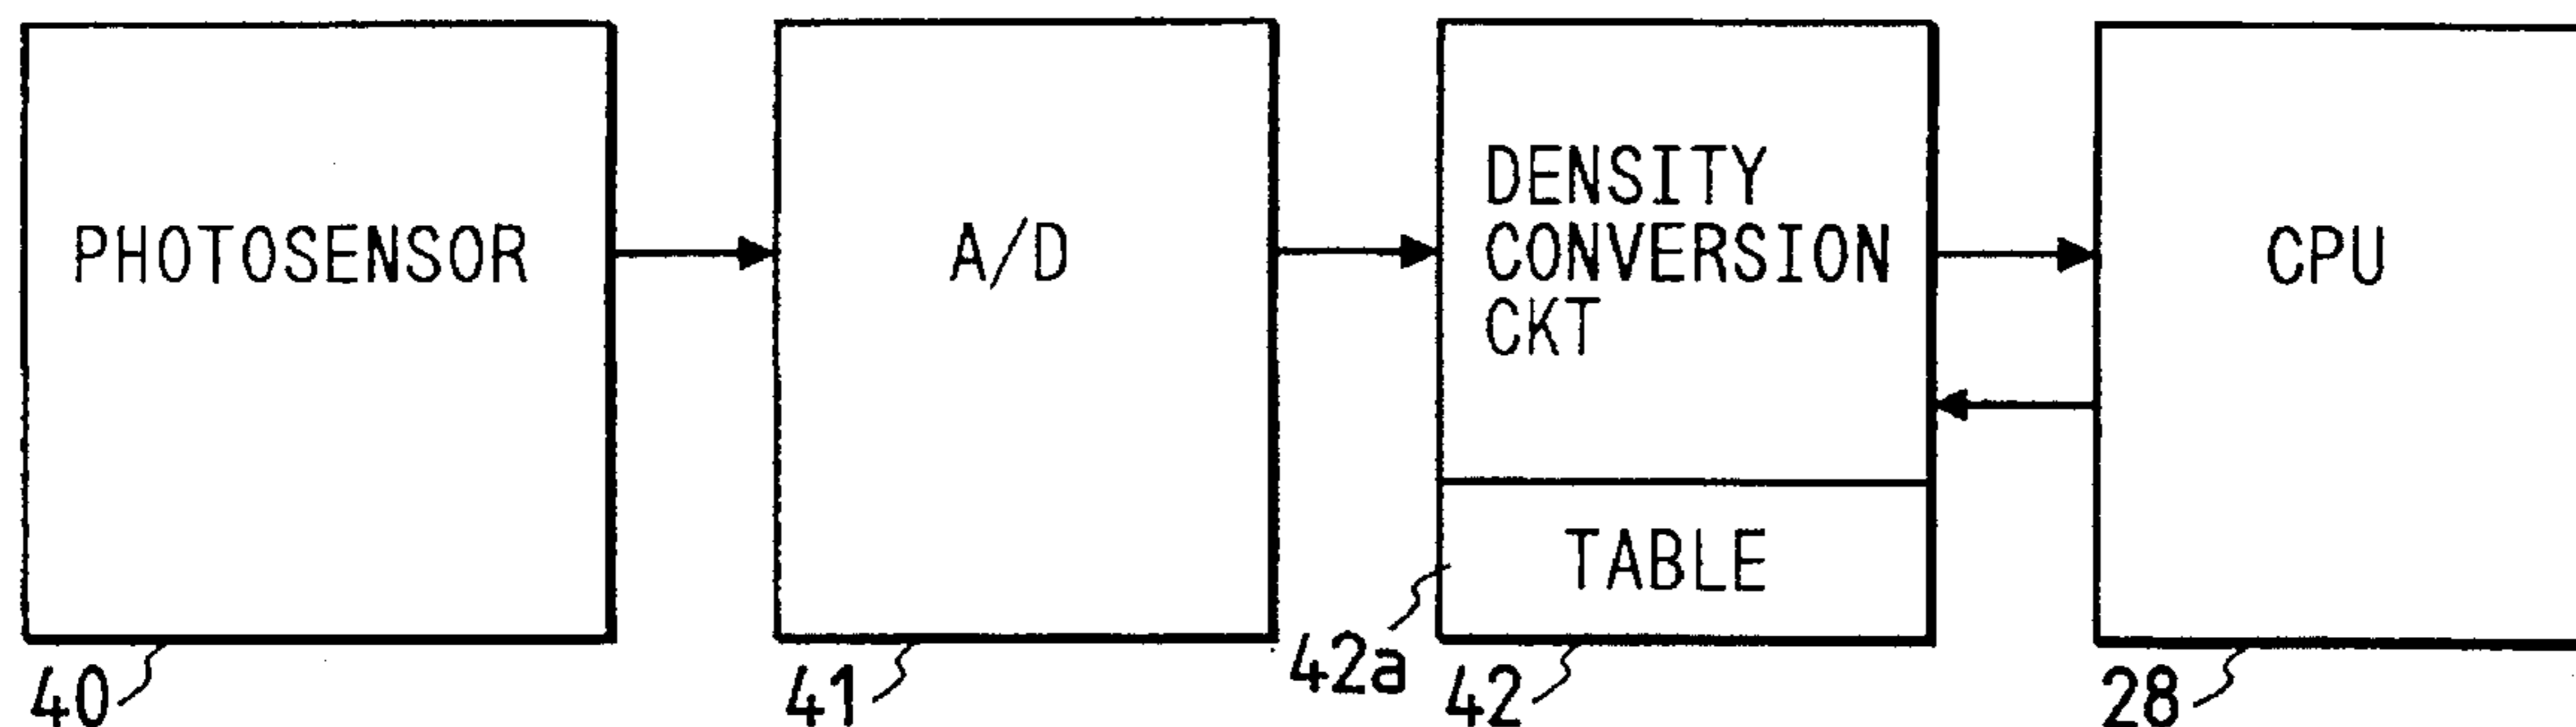 PHOTOSENSOR
A/D
DENSITY
CONVERSION
CKT
CPU
TABLE
40
41
42a
42
28